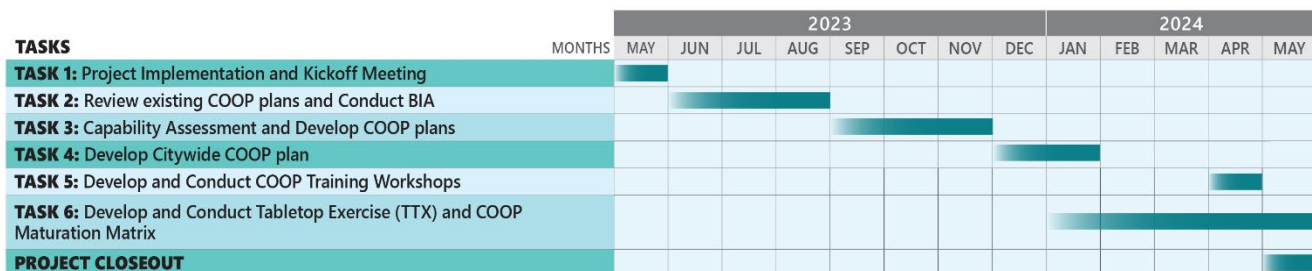 2023 2024
TASKS MONTHS MAY JUN JUL AUG SEP OCT NOV DEC JAN FEB MAR APR MAY
TASK 1: Project Implementation and Kickoff Meeting
TASK 2: Review existing COOP plans and Conduct BIA
TASK 3: Capability Assessment and Develop COOP plans
TASK 4: Develop Citywide COOP plan
TASK 5: Develop and Conduct COOP Training Workshops
TASK 6: Develop and Conduct Tabletop Exercise (TTX) and COOP
Maturation Matrix
PROJECT CLOSEOUT